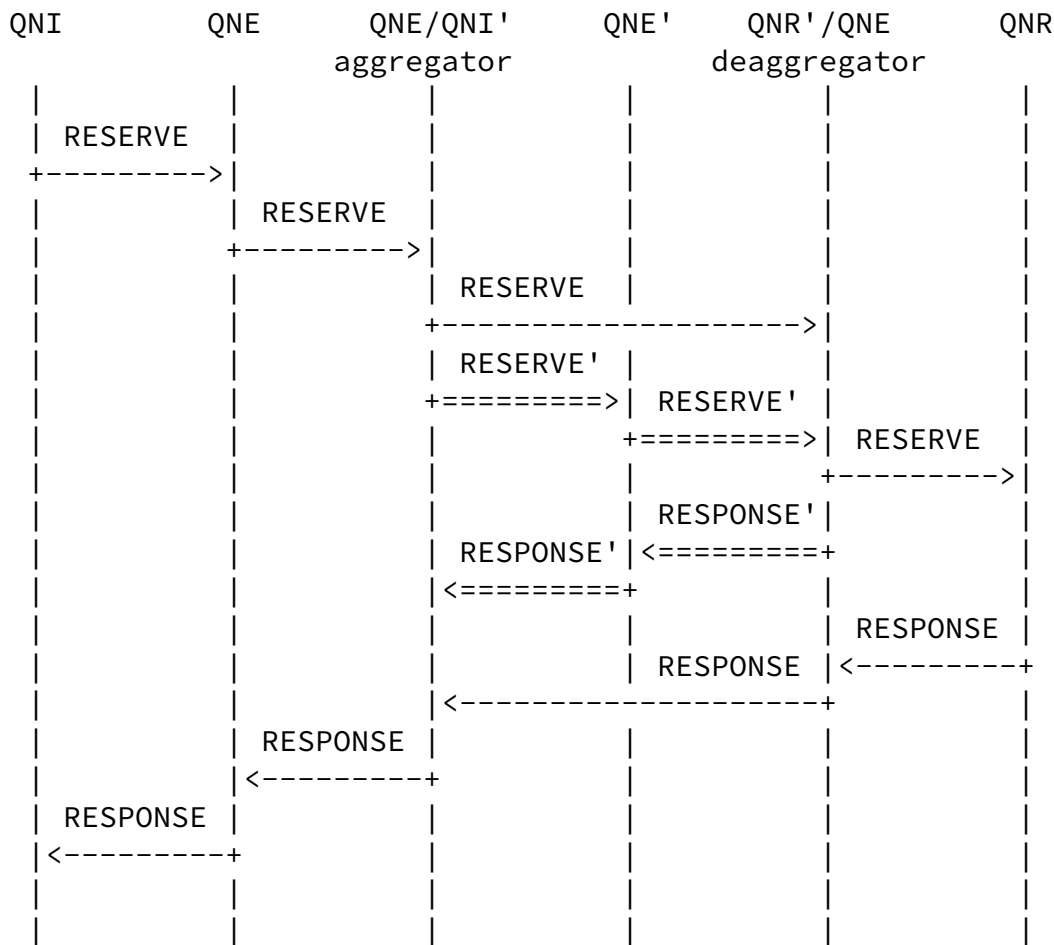 QNI QNE QNE/QNI' QNE' QNR'/QNE QNR
aggregator deaggregator
RESERVE
RESERVE
RESERVE
RESERVE'
RESERVE'
RESERVE
RESPONSE'
RESPONSE'
RESPONSE
RESPONSE
RESPONSE
RESPONSE